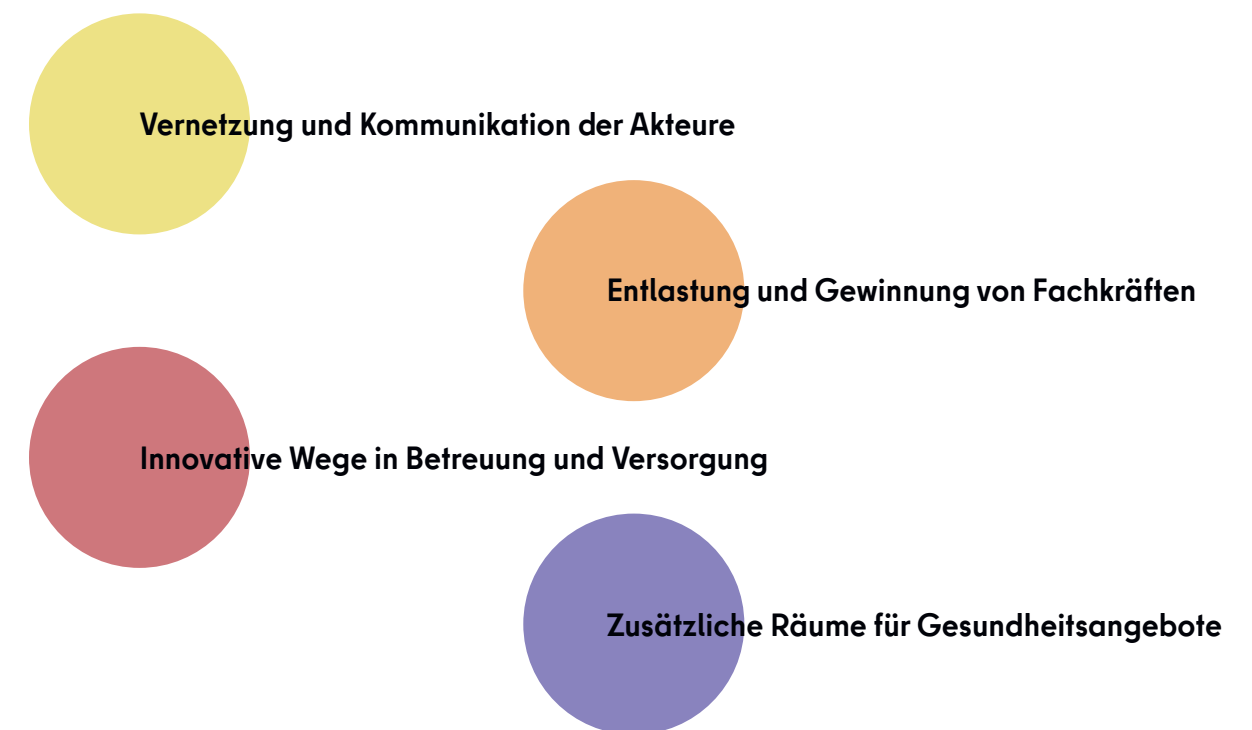 Vernetzung und Kommunikation der Akteure
Entlastung und Gewinnung von Fachkräften
Innovative Wege in Betreuung und Versorgung
Zusätzliche Räume für Gesundheitsangebote